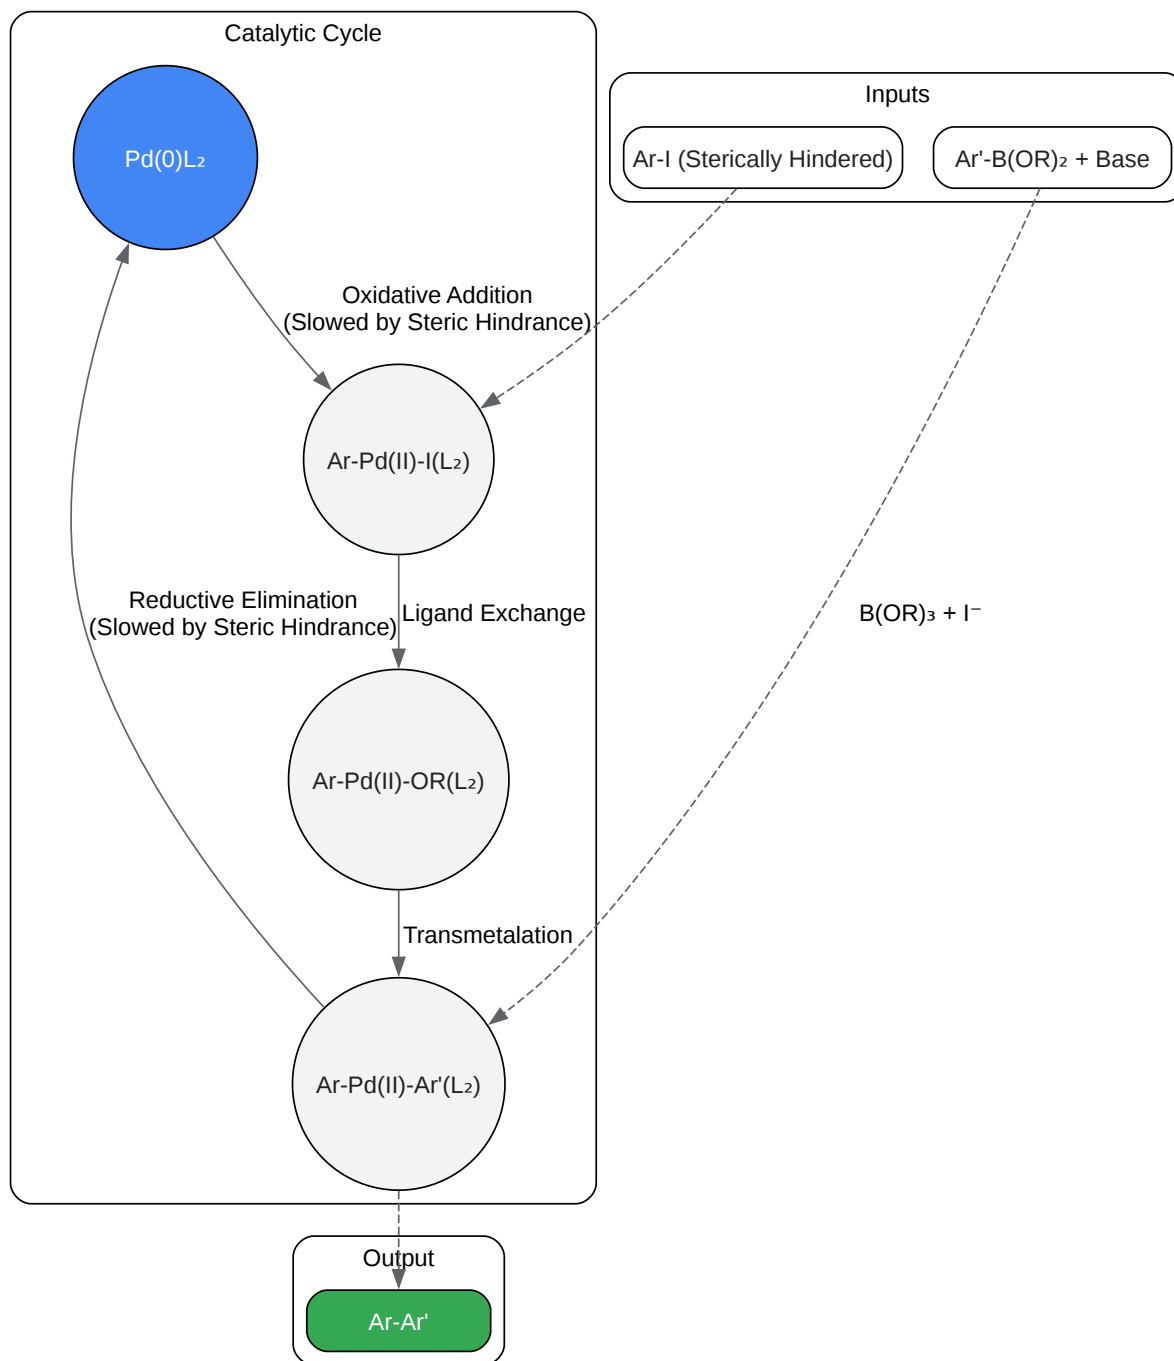 Catalytic Cycle
Pd(0)L₂
Inputs
Ar-I (Sterically Hindered)
Ar'-B(OR)₂ + Base
Oxidative Addition
(Slowed by Steric Hindrance)
Ar-Pd(II)-I(L₂)
Reductive Elimination
(Slowed by Steric Hindrance)
Ligand Exchange
B(OR)₃ + I⁻
Ar-Pd(II)-OR(L₂)
Transmetalation
Ar-Pd(II)-Ar'(L₂)
Output
Ar-Ar'